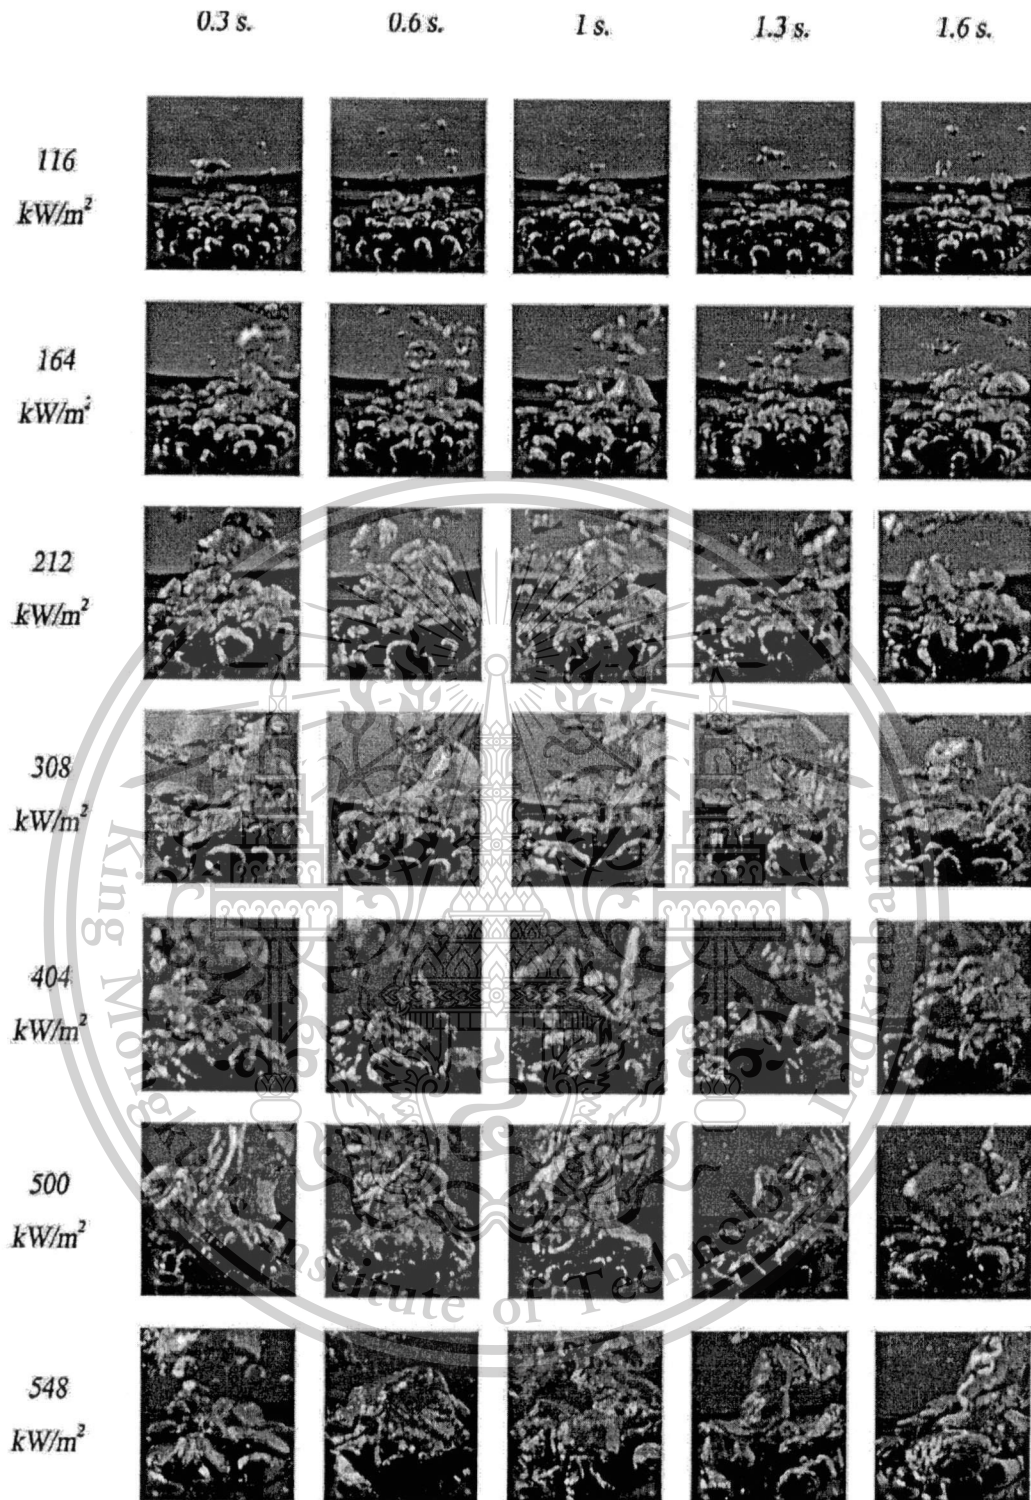 0.3 s. 0.6 s. 1 s. 1.3 s. 1.6 s.
116
kW/m²
164
kW/m²
212
kW/m²
308
kW/m²
404
kW/m²
500
kW/m²
548
kW/m²
King Mongkut's Institute of Technology Ladkrabang